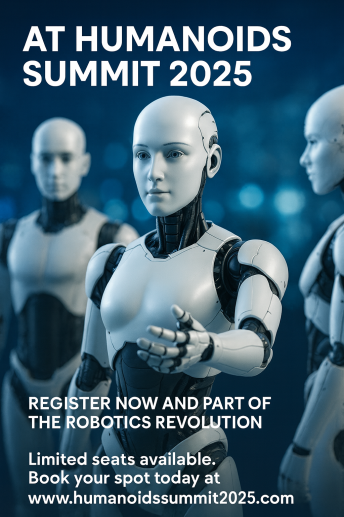 AT HUMANOIDS
SUMMIT 2025
REGISTER NOW AND PART OF
THE ROBOTICS REVOLUTION
Limited seats available.
Book your spot today at
www.humanoidssummit2025.com